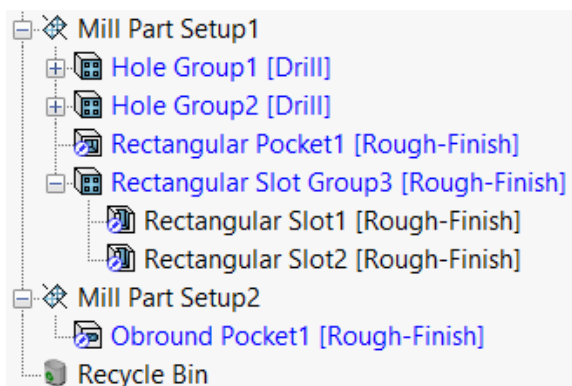 Mill Part Setup1
Hole Group1 [Drill]
Hole Group2 [Drill]
Rectangular Pocket1 [Rough-Finish]
Rectangular Slot Group3 [Rough-Finish]
Rectangular Slot1 [Rough-Finish]
Rectangular Slot2 [Rough-Finish]
Mill Part Setup2
Obround Pocket1 [Rough-Finish]
Recycle Bin